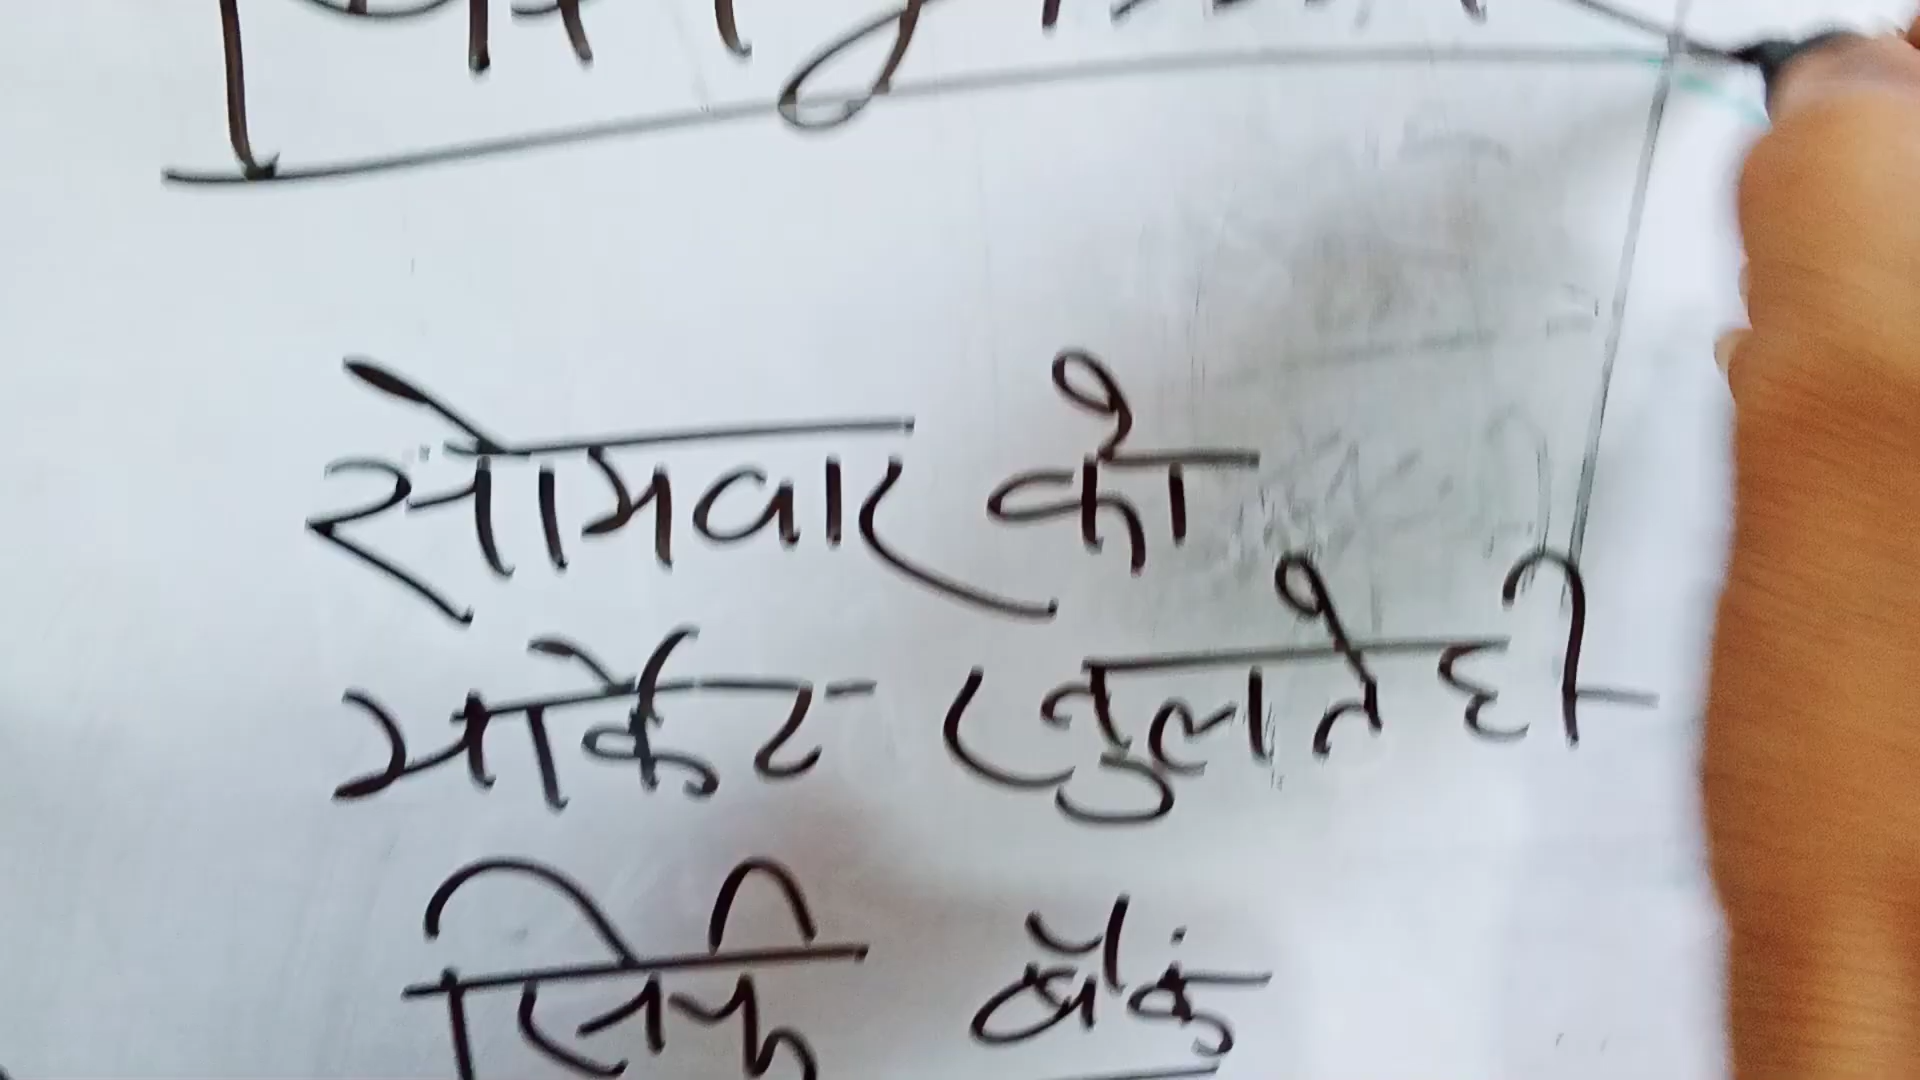 सोमवार को
मार्केट खुलते ही
सिर्फ बैंक